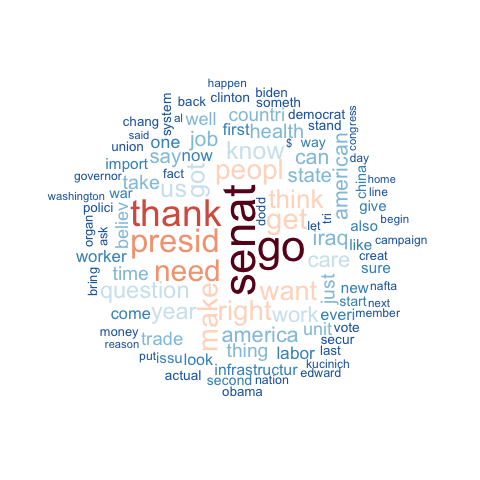 happen
clinton biden
back someth
system al well countri democrat
chang first health stand
said one job $ way congress
union say now know can american day
import fact peopl state china
governor take us got think home
washington war thank senat dodd get let tri give line
polici believ presid go iraq also campaign
organ ask need care like begin
worker want just sure creat
bring time question make right new nafta
come year work unit ever start next
money trade america vote member
reason thing labor secur
put issu look last
actual infrastructur kucinich
second nation edward
obama